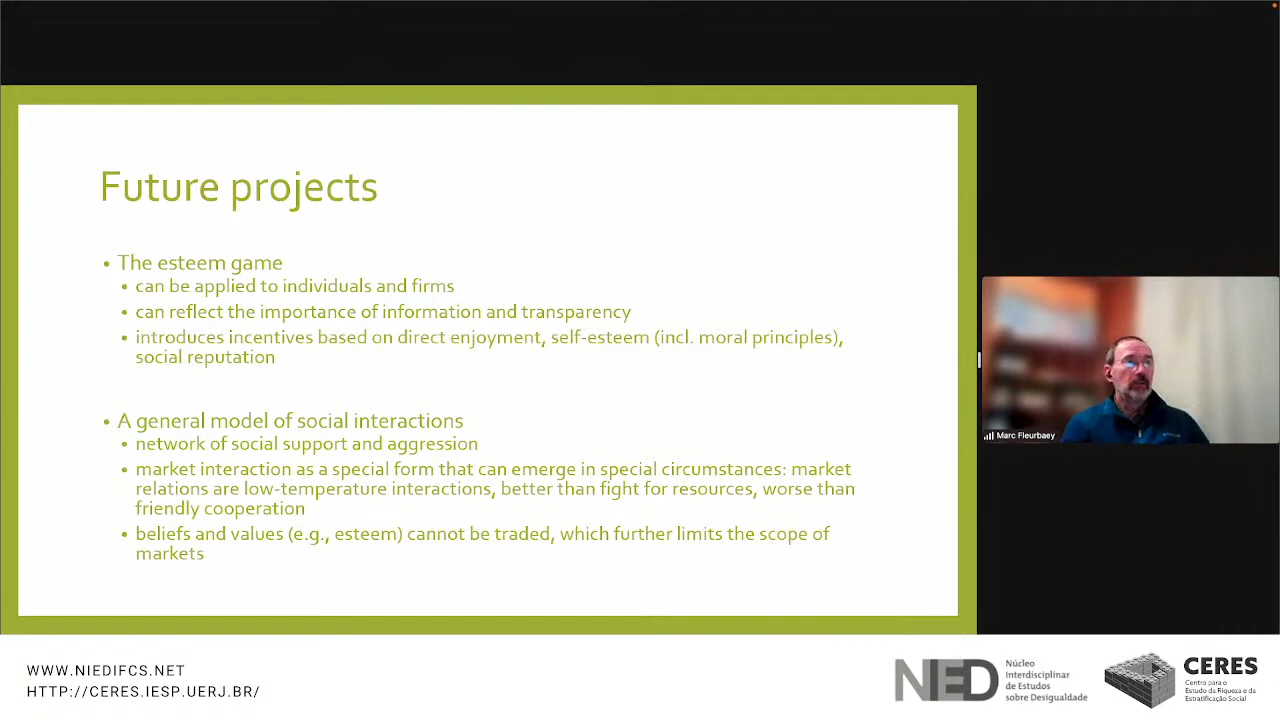 Future projects
• The esteem game
• can be applied to individuals and firms
• can reflect the importance of information and transparency
• introduces incentives based on direct enjoyment, self-esteem (incl. moral principles),
social reputation
• A general model of social interactions
• network of social support and aggression
• market interaction as a special form that can emerge in special circumstances: market
relations are low-temperature interactions, better than fight for resources, worse than
friendly cooperation
• beliefs and values (e.g., esteem) cannot be traded, which further limits the scope of
markets
Marc Fleurbaey
WWW.NIEDIFCS.NET
HTTP://CERES.IESP.UERJ.BR/
NIED
Núcleo
Interdisciplinar
de Estudos
sobre Desigualdade
CERES
Centro para o
Estudo da Riqueza e da
Estratificação Social